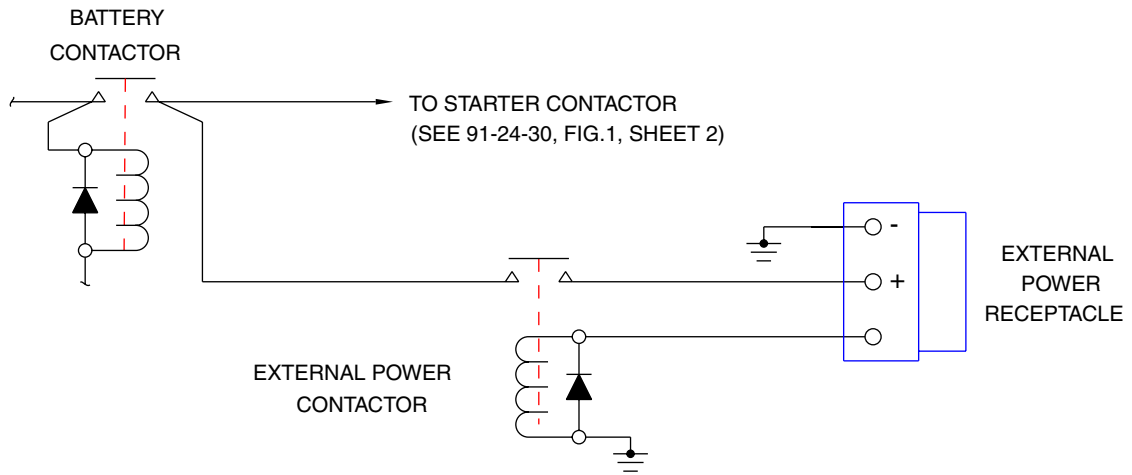 BATTERY
CONTACTOR
TO STARTER CONTACTOR
(SEE 91-24-30, FIG.1, SHEET 2)
-
+
EXTERNAL
POWER
RECEPTACLE
EXTERNAL POWER
CONTACTOR